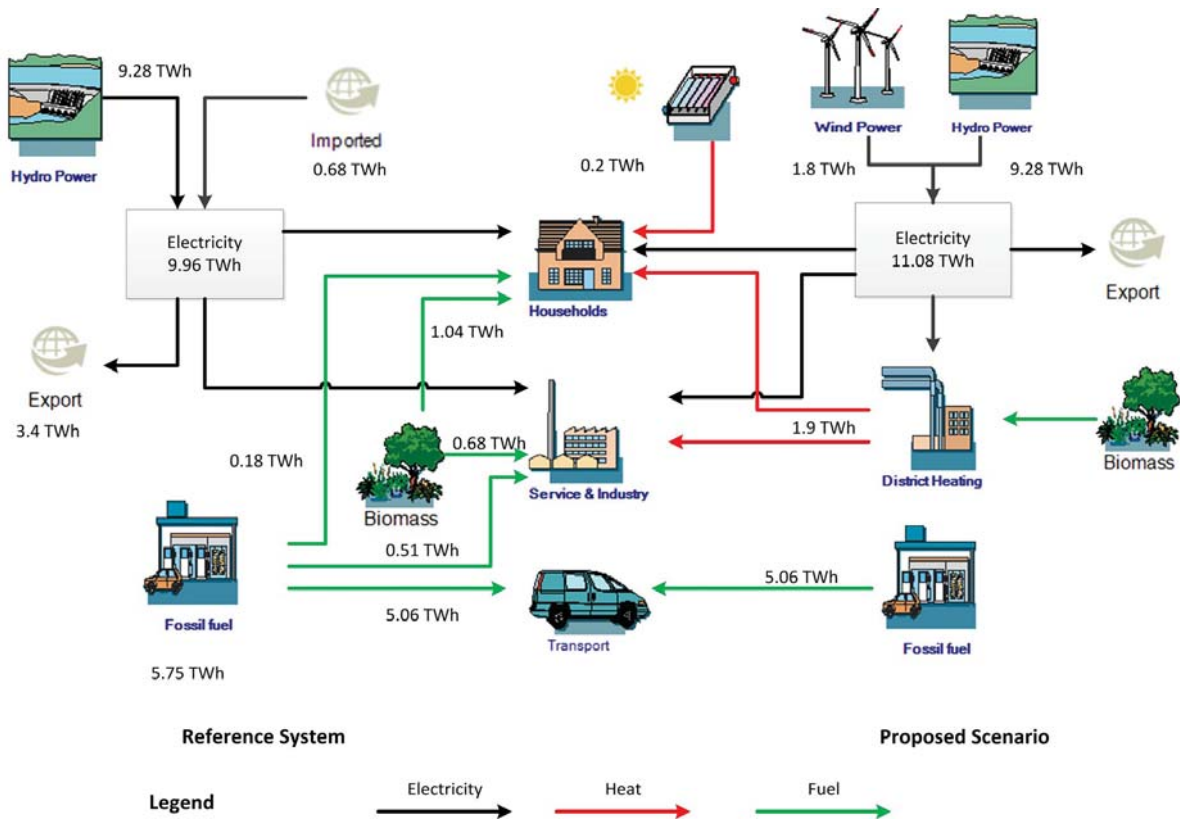 9.28 TWh
Hydro Power
Imported
0.68 TWh
Electricity
9.96 TWh
Export
3.4 TWh
0.2 TWh
Wind Power
Hydro Power
1.8 TWh
9.28 TWh
Electricity
11.08 TWh
Export
Households
1.04 TWh
0.68 TWh
0.18 TWh
Biomass
Service & Industry
0.51 TWh
1.9 TWh
District Heating
Biomass
Fossil fuel
5.75 TWh
5.06 TWh
Transport
5.06 TWh
Fossil fuel
Reference System
Proposed Scenario
Legend
Electricity
Heat
Fuel